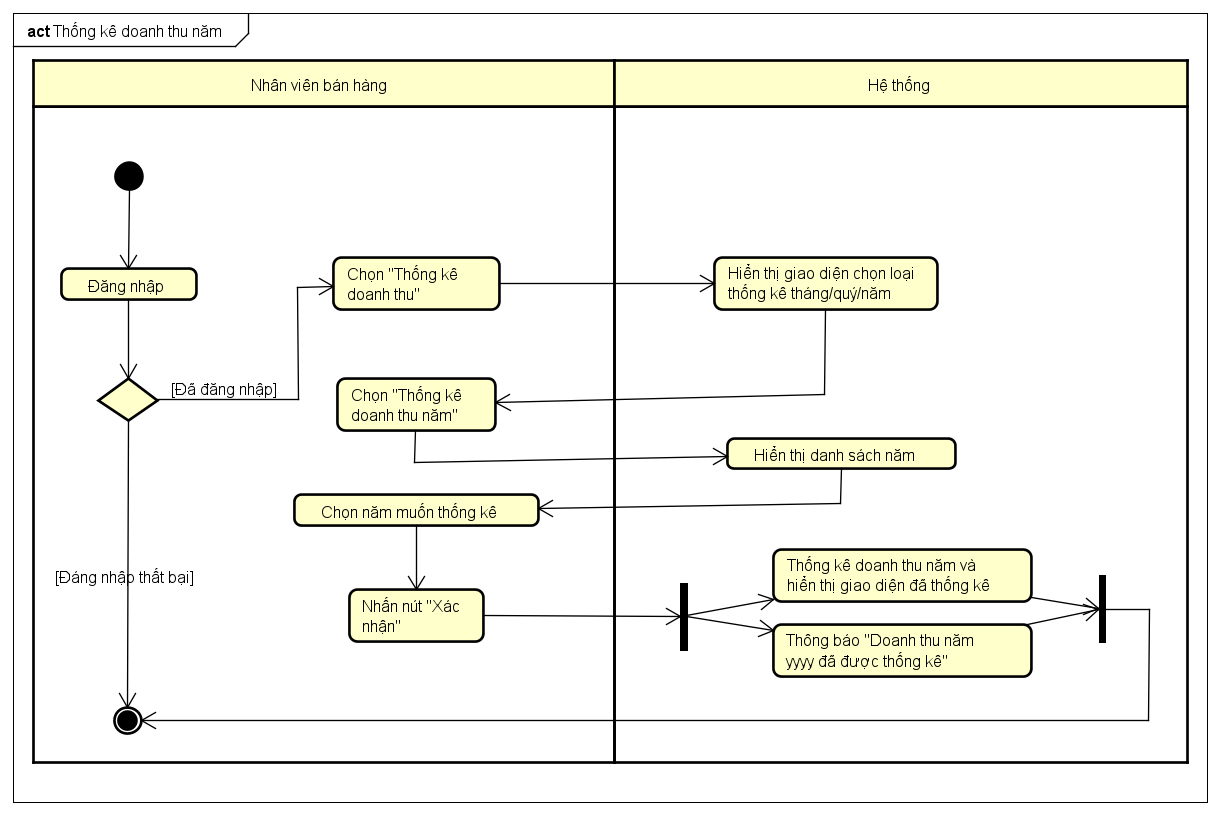 act Thống kê doanh thu năm
Nhân viên bán hàng
Hệ thống
Đăng nhập
Chọn "Thống kê
doanh thu"
Hiển thị giao diện chọn loại
thống kê tháng/quý/năm
[Đã đăng nhập]
Chọn "Thống kê
doanh thu năm"
Hiển thị danh sách năm
Chọn năm muốn thống kê
[Đáng nhập thất bại]
Nhấn nút "Xác
nhận"
Thống kê doanh thu năm và
hiển thị giao diện đã thống kê
Thông báo "Doanh thu năm
yyyy đã được thống kê"